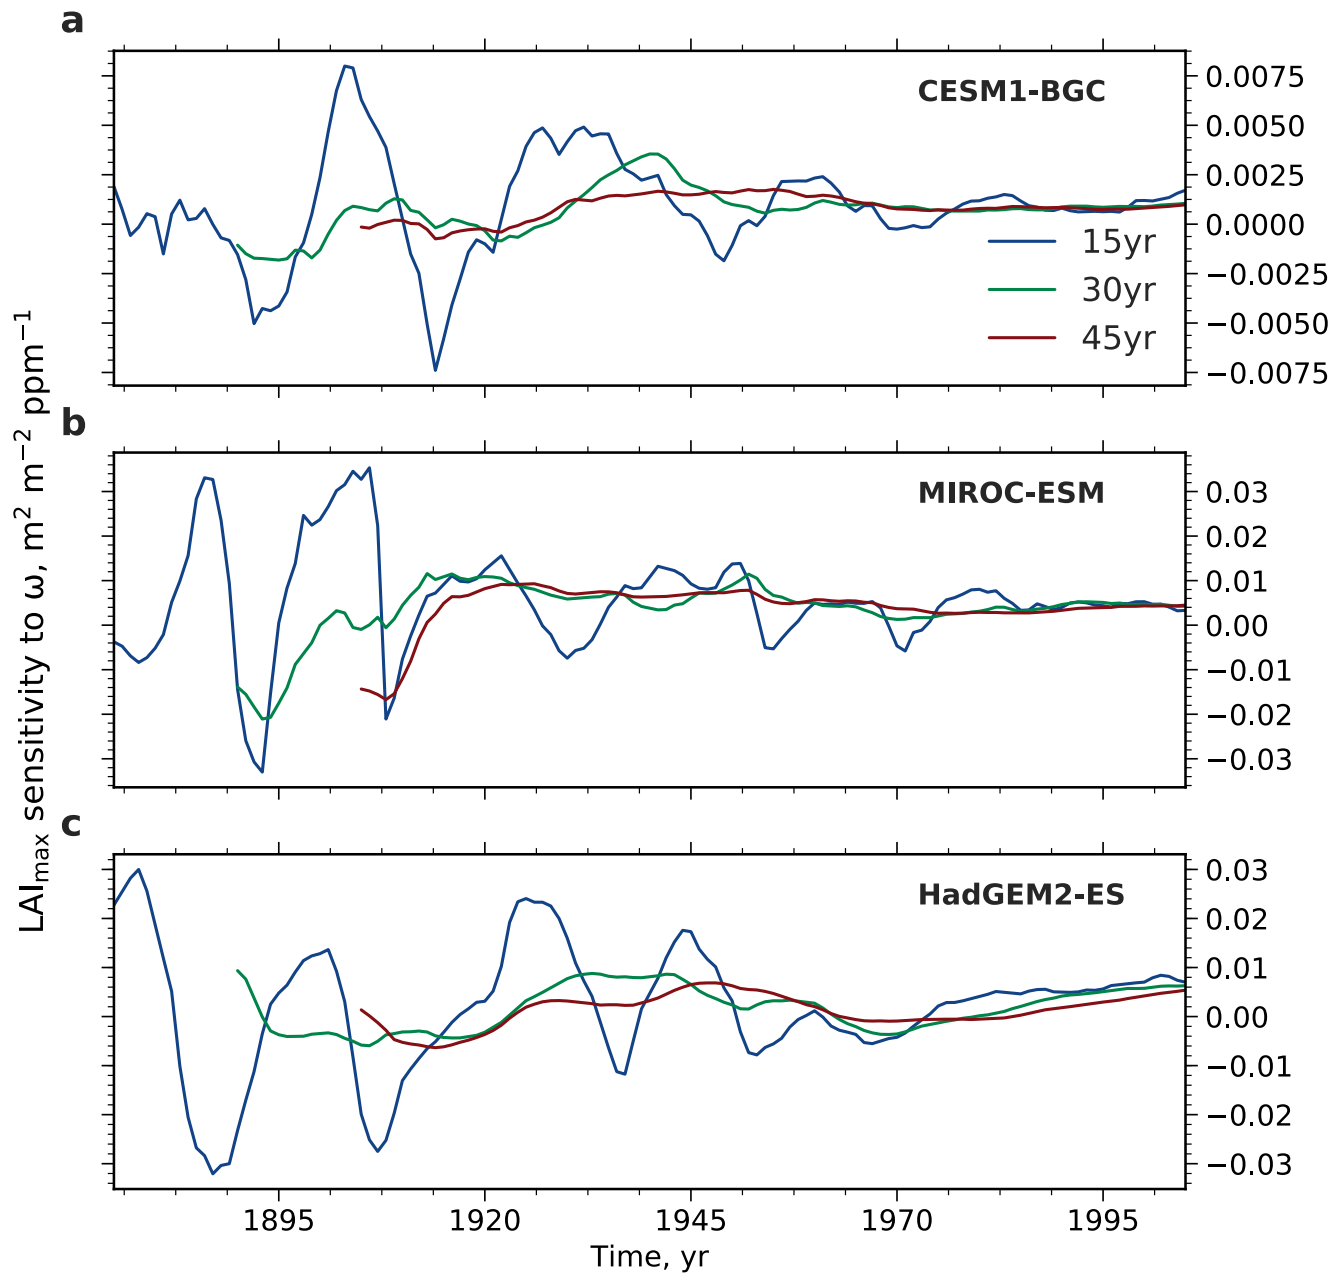 a
CESM1-BGC
0.0075
0.0050
0.0025
0.0000
−0.0025
−0.0050
−0.0075
15yr
30yr
45yr
b
MIROC-ESM
0.03
0.02
0.01
0.00
−0.01
−0.02
−0.03
c
HadGEM2-ES
0.03
0.02
0.01
0.00
−0.01
−0.02
−0.03
LAImax sensitivity to ω, m² m⁻² ppm⁻¹
1895 1920 1945 1970 1995
Time, yr